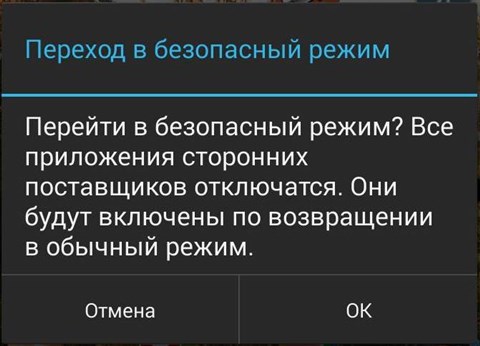 Переход в безопасный режим
Перейти в безопасный режим? Все
приложения сторонних
поставщиков отключатся. Они
будут включены по возвращении
в обычный режим.
Отмена
ОК